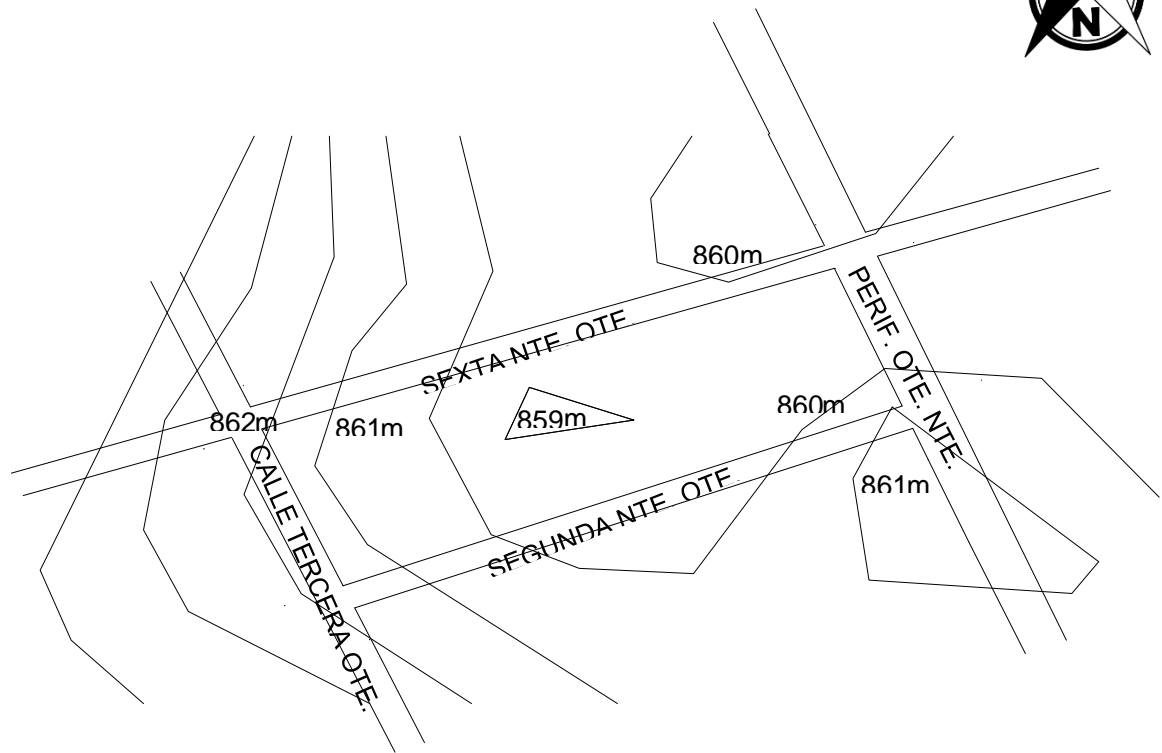 N
860m
PERIF. OTE. NTE.
SEXTA NTE. OTE.
862m
861m
859m
860m
CALLE TERCERA OTE.
861m
SEGUNDA NTE. OTE.